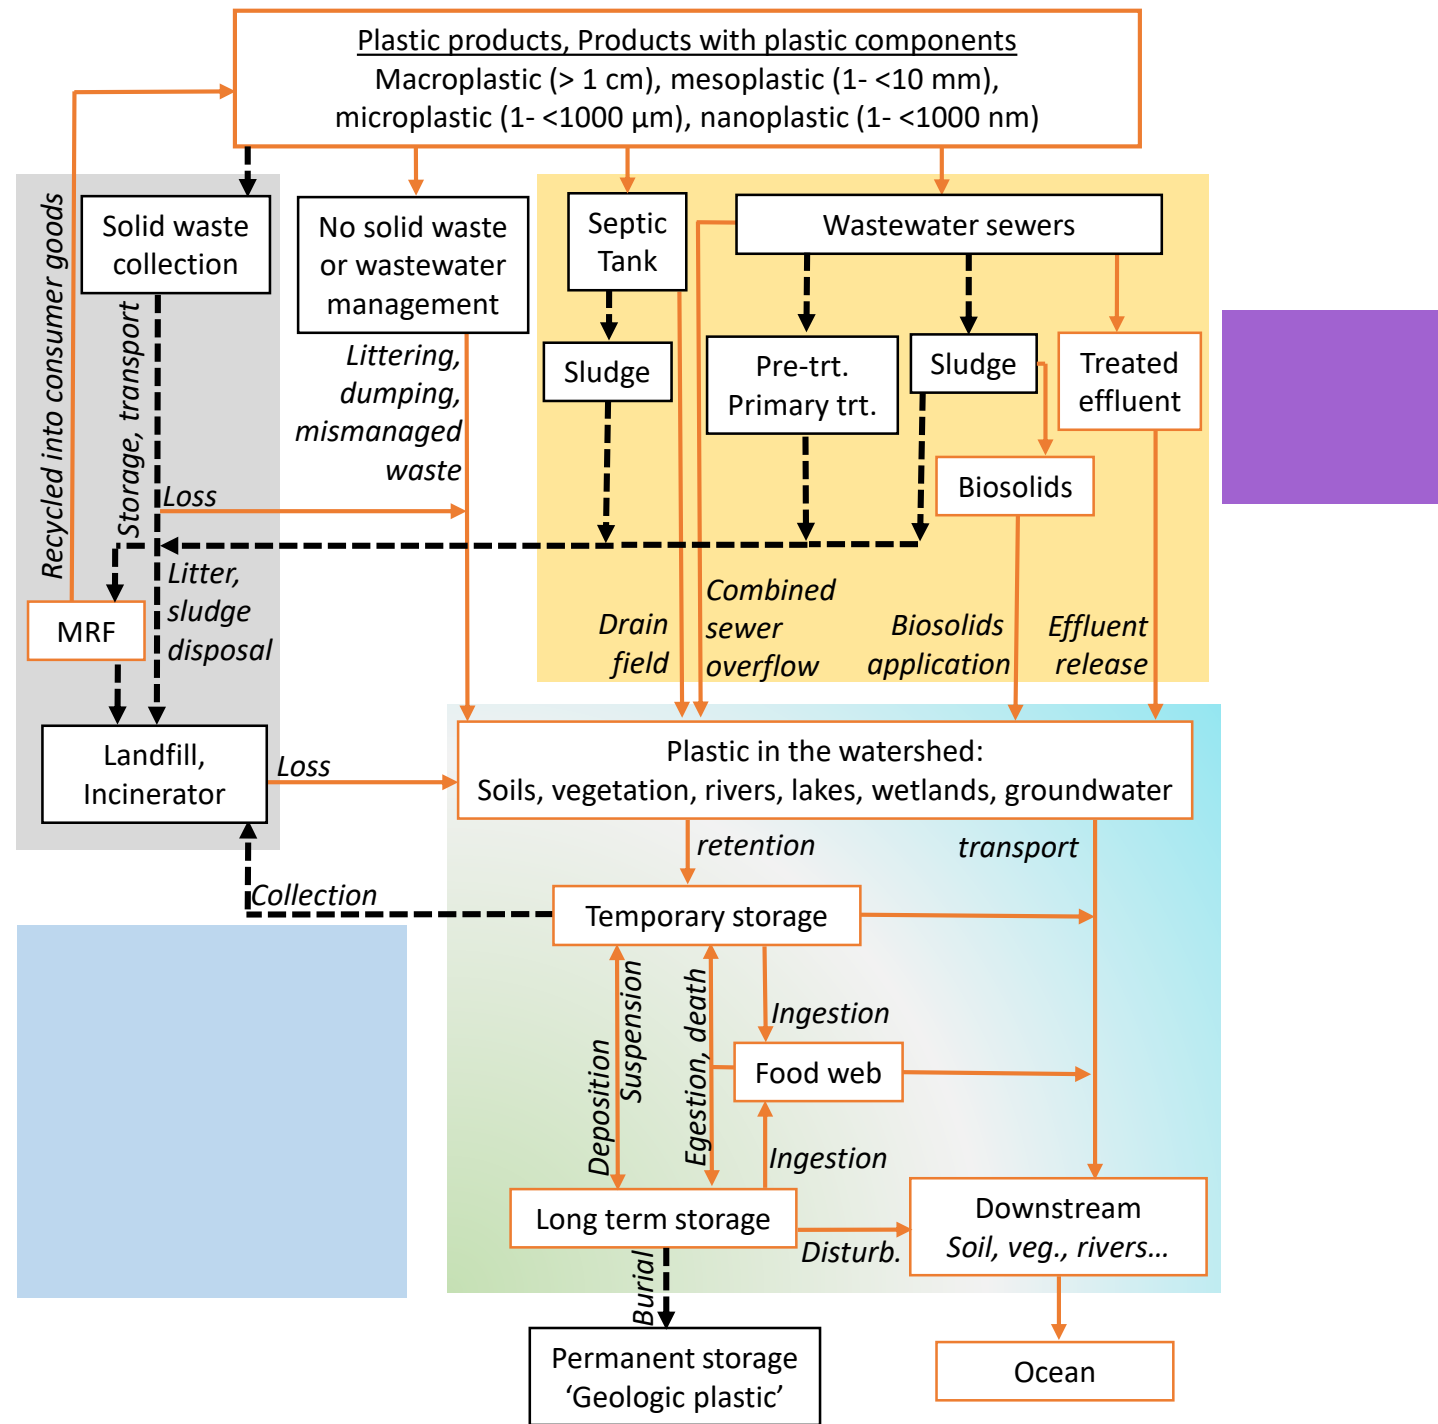 Plastic products, Products with plastic components
Macroplastic (> 1 cm), mesoplastic (1- <10 mm),
microplastic (1- <1000 µm), nanoplastic (1- <1000 nm)
Recycled into consumer goods
Solid waste
collection
No solid waste
or wastewater
management
Septic
Tank
Wastewater sewers
Storage, transport
Littering,
dumping,
mismanaged
waste
Sludge
Pre-trt.
Primary trt.
Sludge
Treated
effluent
Biosolids
Loss
Litter,
sludge
disposal
MRF
Drain
field
Combined
sewer
overflow
Biosolids
application
Effluent
release
Landfill,
Incinerator
Loss
Plastic in the watershed:
Soils, vegetation, rivers, lakes, wetlands, groundwater
retention
transport
Collection
Temporary storage
Deposition
Suspension
Egestion, death
Ingestion
Food web
Ingestion
Long term storage
Disturb.
Downstream
Soil, veg., rivers…
Burial
Permanent storage
‘Geologic plastic’
Ocean